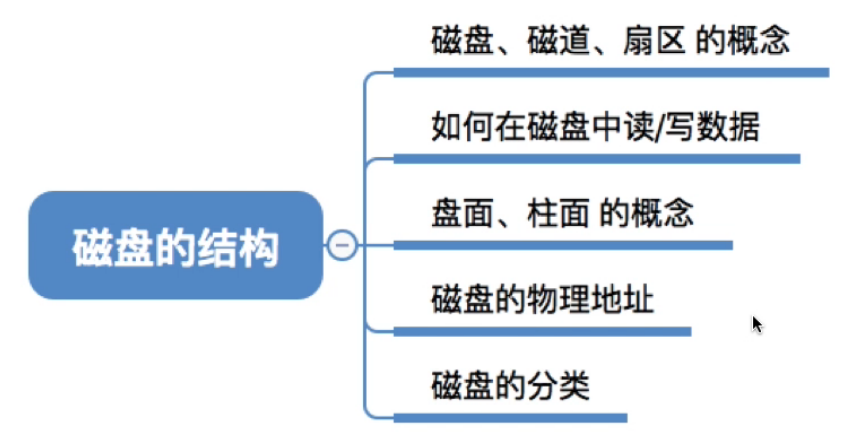 磁盘的结构
磁盘、磁道、扇区 的概念
如何在磁盘中读/写数据
盘面、柱面 的概念
磁盘的物理地址
磁盘的分类